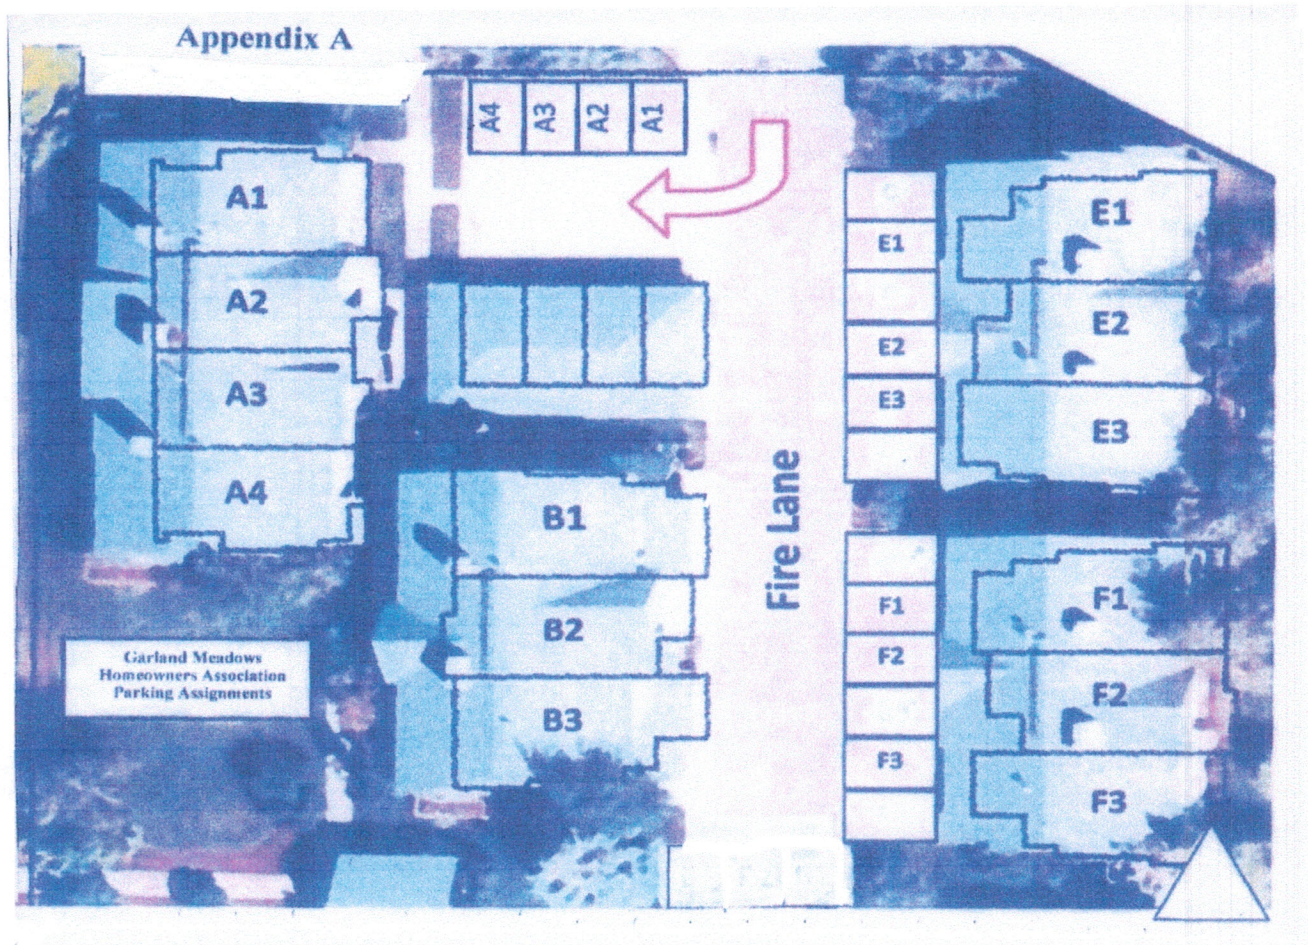 Appendix A
A4 A3 A2 A1
A1
A2
A3
A4
B1
B2
B3
Fire Lane
E1
E2
E3
F1
F2
F3
E1
E2
E3
F1
F2
F3
Garland Meadows
Homeowners Association
Parking Assignments